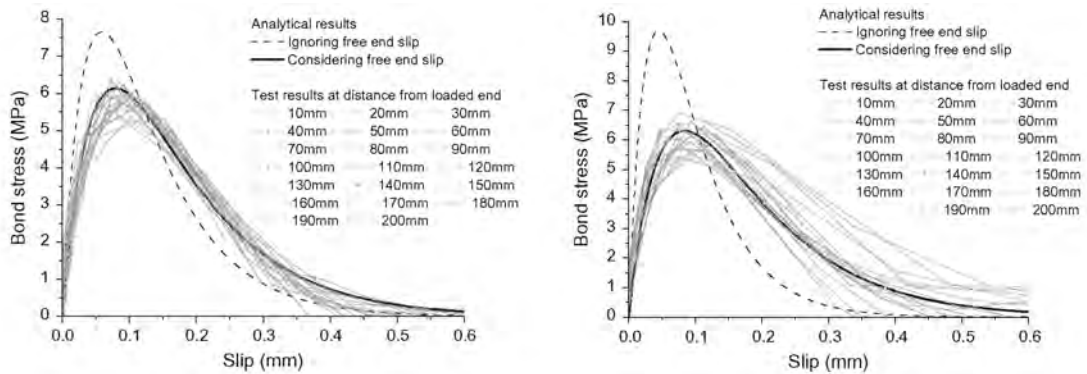 8
7
6
5
4
3
2
1
0
Bond stress (MPa)
0.0 0.1 0.2 0.3 0.4 0.5 0.6
Slip (mm)
Analytical results
Ignoring free end slip
Considering free end slip
Test results at distance from loaded end
10mm 20mm 30mm
40mm 50mm 60mm
70mm 80mm 90mm
100mm 110mm 120mm
130mm 140mm 150mm
160mm 170mm 180mm
190mm 200mm
10
9
8
7
6
5
4
3
2
1
0
Bond stress (MPa)
0.0 0.1 0.2 0.3 0.4 0.5 0.6
Slip (mm)
Analytical results
Ignoring free end slip
Considering free end slip
Test results at distance from loaded end
10mm 20mm 30mm
40mm 50mm 60mm
70mm 80mm 90mm
100mm 110mm 120mm
130mm 140mm 150mm
160mm 170mm 180mm
190mm 200mm